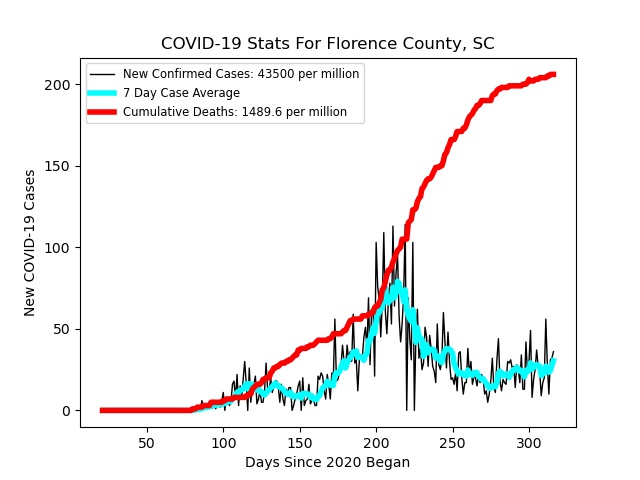 COVID-19 Stats For Florence County, SC
New Confirmed Cases: 43500 per million
7 Day Case Average
Cumulative Deaths: 1489.6 per million
New COVID-19 Cases
200
150
100
50
0
50
100
150
200
250
300
Days Since 2020 Began